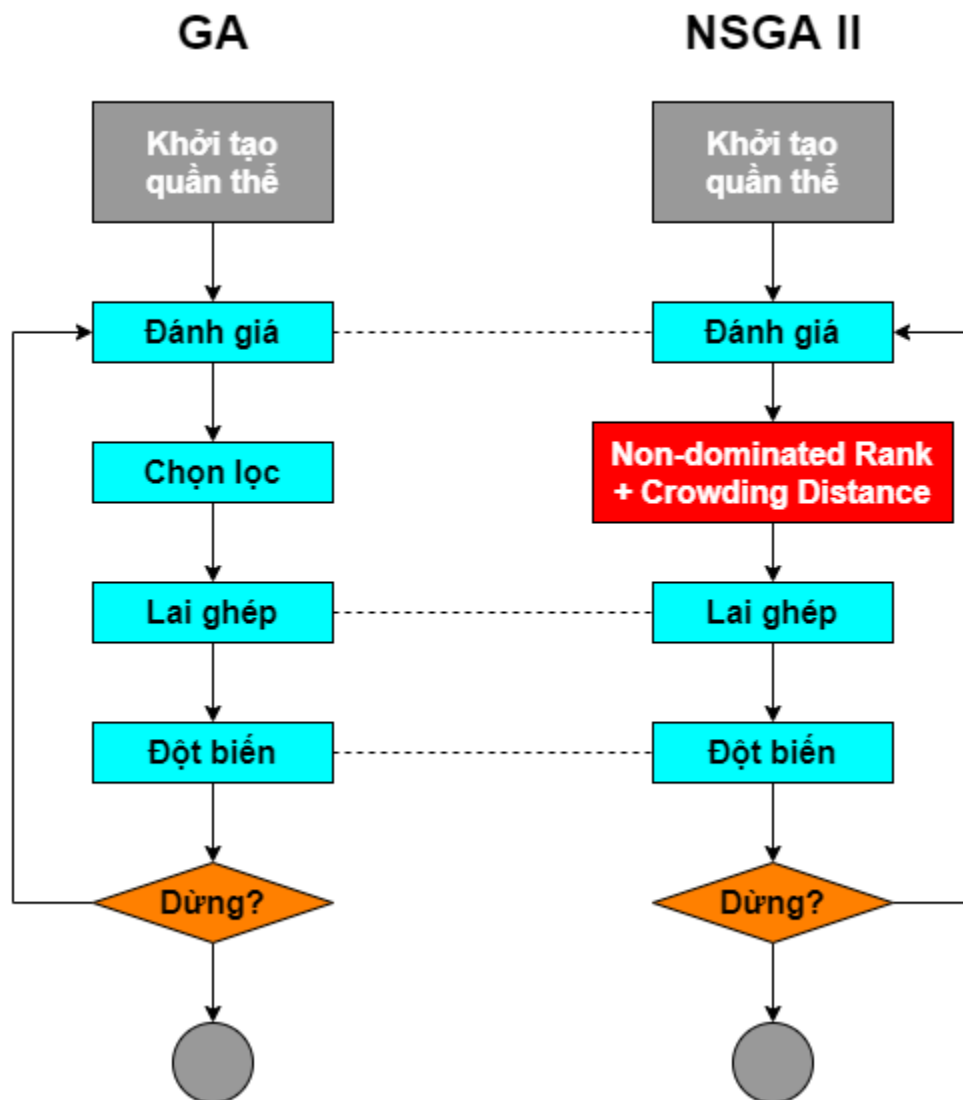 GA
Khởi tạo
quần thể
Đánh giá
Chọn lọc
Lai ghép
Đột biến
Dừng?
NSGA II
Khởi tạo
quần thể
Đánh giá
Non-dominated Rank
+ Crowding Distance
Lai ghép
Đột biến
Dừng?